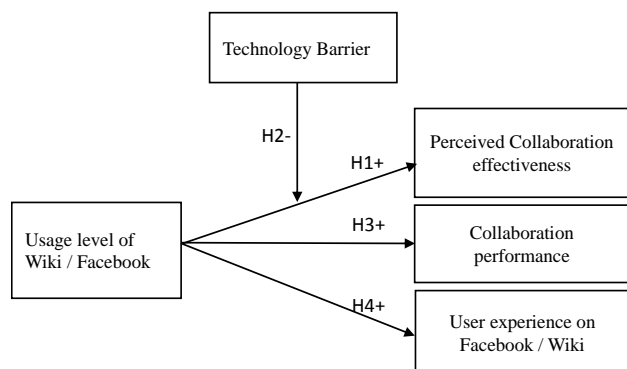 Technology Barrier
H2-
H1+
Perceived Collaboration
effectiveness
Usage level of
Wiki / Facebook
H3+
Collaboration
performance
H4+
User experience on
Facebook / Wiki